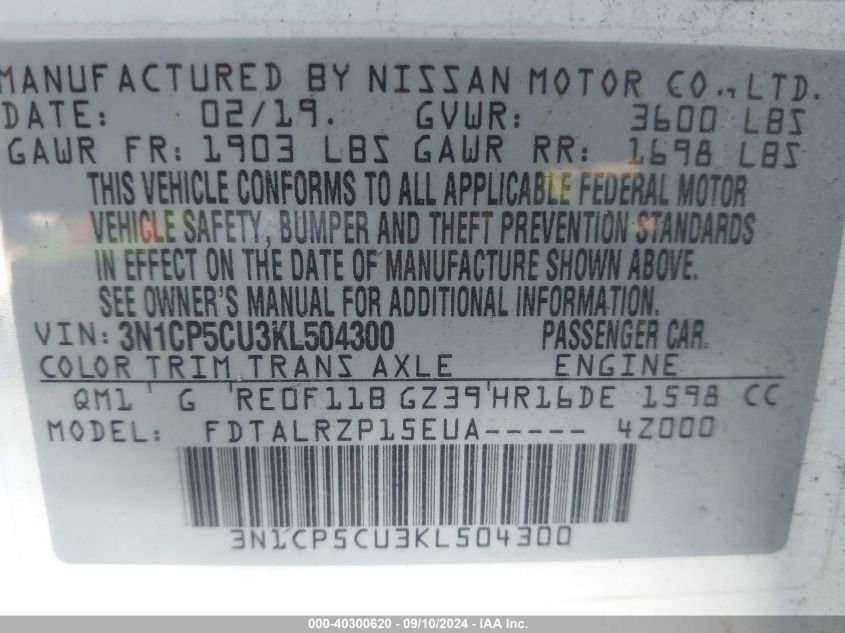 MANUFACTURED BY NISSAN MOTOR CO., LTD.
DATE: 02/19. GVWR: 3600 LBS
GAWR FR: 1903 LBS GAWR RR: 1698 LBS
THIS VEHICLE CONFORMS TO ALL APPLICABLE FEDERAL MOTOR
VEHICLE SAFETY, BUMPER AND THEFT PREVENTION STANDARDS
IN EFFECT ON THE DATE OF MANUFACTURE SHOWN ABOVE.
SEE OWNER'S MANUAL FOR ADDITIONAL INFORMATION.
VIN: 3N1CP5CU3KL504300 PASSENGER CAR
COLOR TRIM TRANS AXLE ENGINE
QM1 G RE0F11B GZ39 HR16DE 1598 CC
MODEL: FDTALRZP15EUA----- 4Z000
3N1CP5CU3KL504300
000-40300620 - 09/10/2024 - IAA Inc.